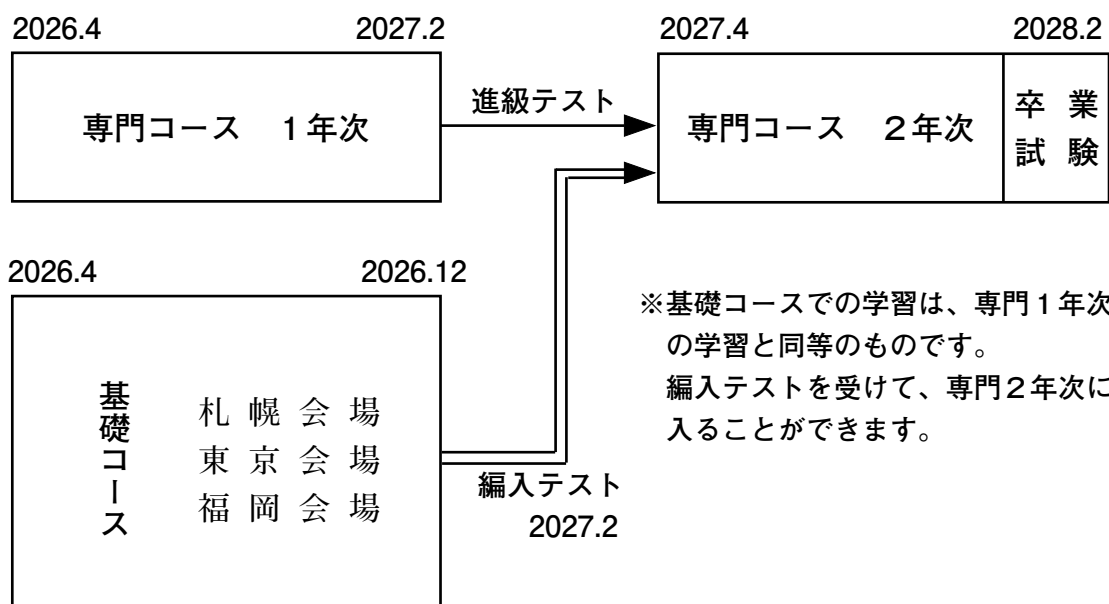 2026.4 2027.2
専門コース 1年次
進級テスト
2027.4 2028.2
専門コース 2年次
卒業
試験
2026.4 2026.12
基礎コース
札幌会場
東京会場
福岡会場
編入テスト
2027.2
※基礎コースでの学習は、専門1年次
の学習と同等のものです。
編入テストを受けて、専門2年次に
入ることができます。